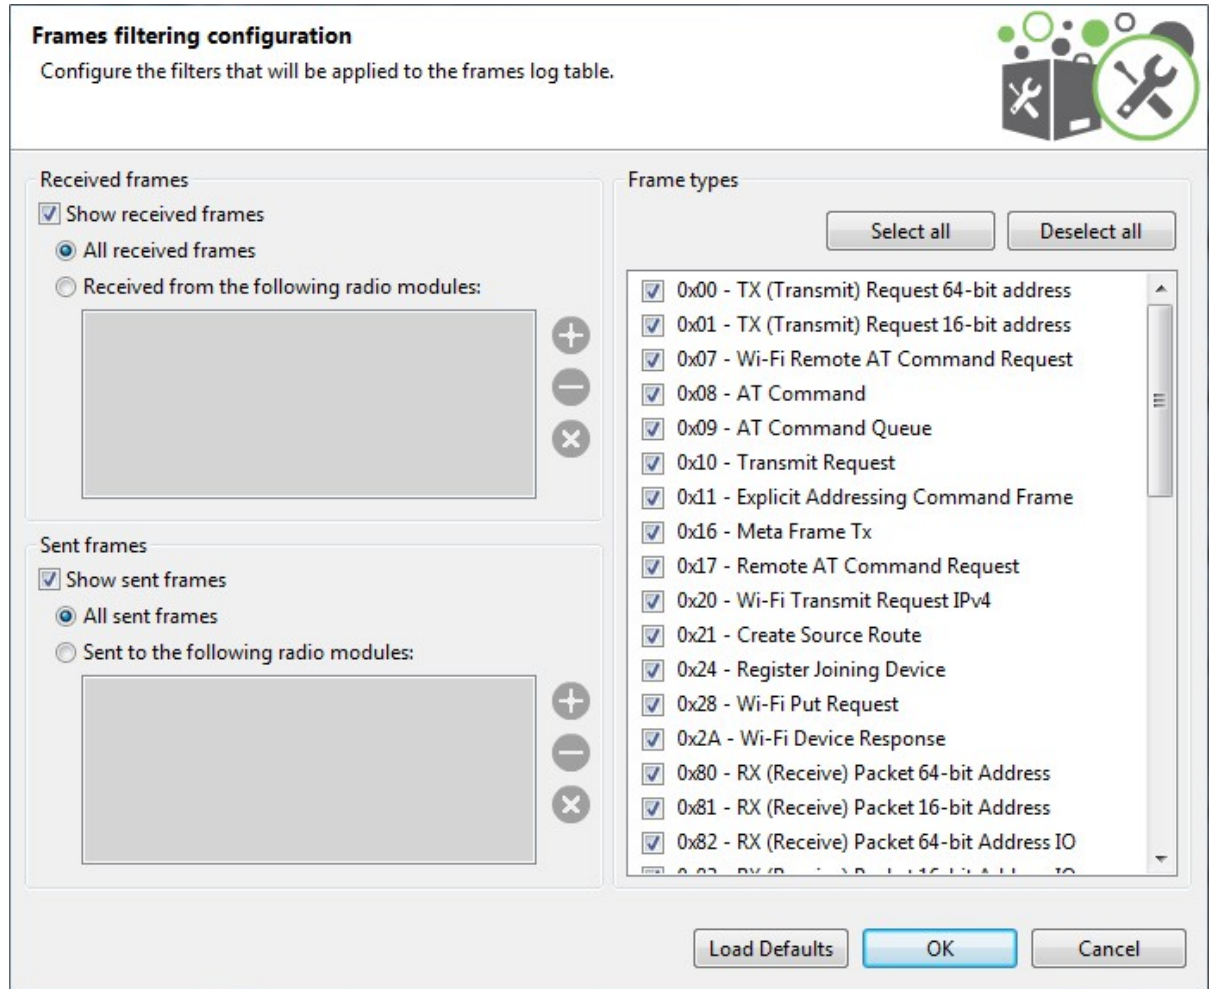 Frames filtering configuration
Configure the filters that will be applied to the frames log table.
Received frames
Show received frames
All received frames
Received from the following radio modules:
Sent frames
Show sent frames
All sent frames
Sent to the following radio modules:
Frame types
Select all
Deselect all
0x00 - TX (Transmit) Request 64-bit address
0x01 - TX (Transmit) Request 16-bit address
0x07 - Wi-Fi Remote AT Command Request
0x08 - AT Command
0x09 - AT Command Queue
0x10 - Transmit Request
0x11 - Explicit Addressing Command Frame
0x16 - Meta Frame Tx
0x17 - Remote AT Command Request
0x20 - Wi-Fi Transmit Request IPv4
0x21 - Create Source Route
0x24 - Register Joining Device
0x28 - Wi-Fi Put Request
0x2A - Wi-Fi Device Response
0x80 - RX (Receive) Packet 64-bit Address
0x81 - RX (Receive) Packet 16-bit Address
0x82 - RX (Receive) Packet 64-bit Address IO
Load Defaults
OK
Cancel